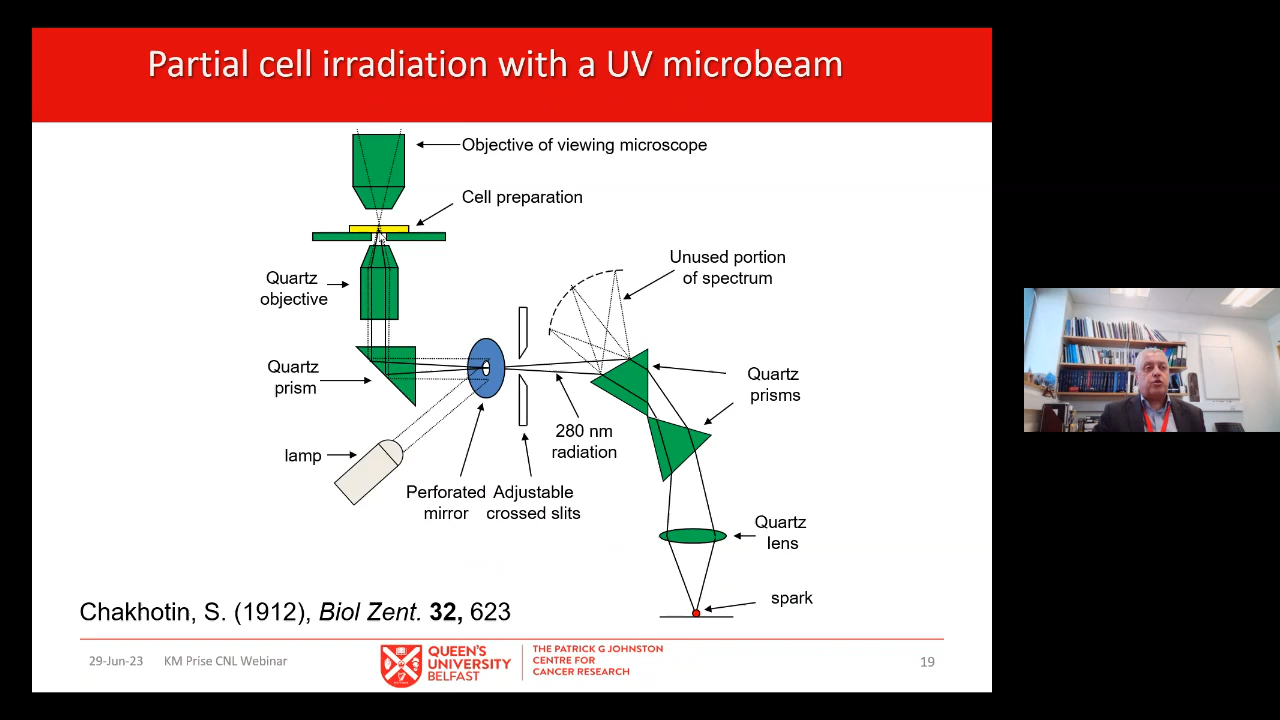 Partial cell irradiation with a UV microbeam
Objective of viewing microscope
Cell preparation
Unused portion
of spectrum
Quartz
objective
Quartz
prism
Quartz
prisms
280 nm
radiation
lamp
Perforated
mirror
Adjustable
crossed slits
Quartz
lens
spark
Chakhotin, S. (1912), Biol Zent. 32, 623
29-Jun-23
KM Prise CNL Webinar
QUEEN'S
UNIVERSITY
BELFAST
THE PATRICK G JOHNSTON
CENTRE FOR
CANCER RESEARCH
19